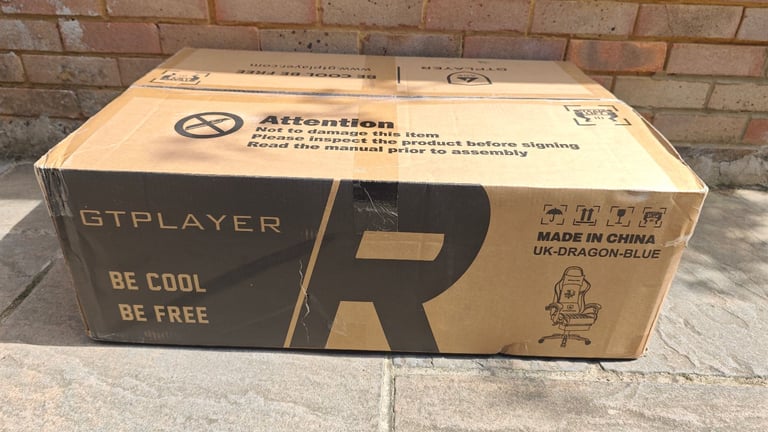 BE COOL BE FREE
www.gtplayer.com
GTPLAYER
Attention
Not to damage this item
Please inspect the product before signing
Read the manual prior to assembly
GTPLAYER
BE COOL
BE FREE
R
MADE IN CHINA
UK-DRAGON-BLUE